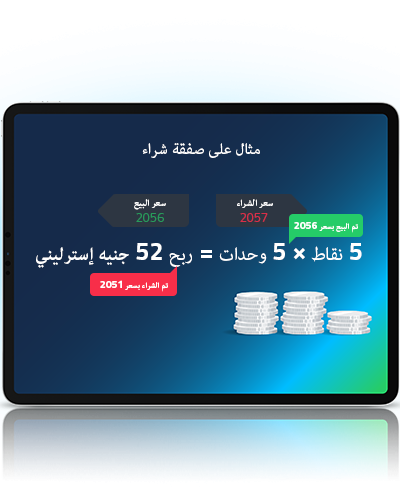 مثال على صفقة شراء
سعر الشراء
2057
سعر البيع
2056
تم البيع بسعر 2056
5 نقاط × 5 وحدات = ربح 52 جنيه إسترليني
تم الشراء بسعر 2051